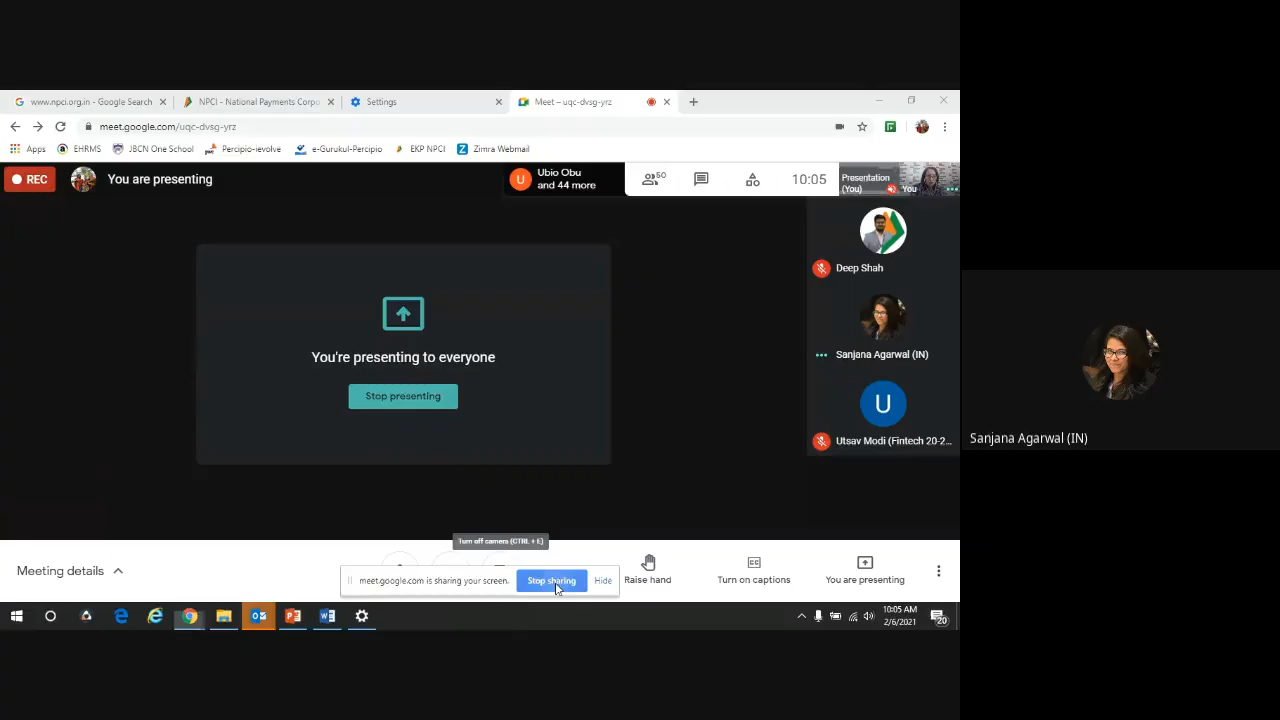 www.npci.org.in - Google Search
NPCI - National Payments Corpo
Settings
Meet – uqc-dvsg-yrz
meet.google.com/uqc-dvsg-yrz
Apps
EHRMS
JBCN One School
Percipio-ievolve
e-Gurukul-Percipio
EKP NPCI
Zimra Webmail
REC
You are presenting
U
Ubio Obu
and 44 more
50
10:05
Presentation
(You)
You
Deep Shah
Sanjana Agarwal (IN)
U
Utsav Modi (Fintech 20-2...
You're presenting to everyone
Stop presenting
Sanjana Agarwal (IN)
Turn off camera (CTRL + E)
Meeting details
meet.google.com is sharing your screen.
Stop sharing
Hide
Raise hand
Turn on captions
You are presenting
10:05 AM
2/6/2021
20